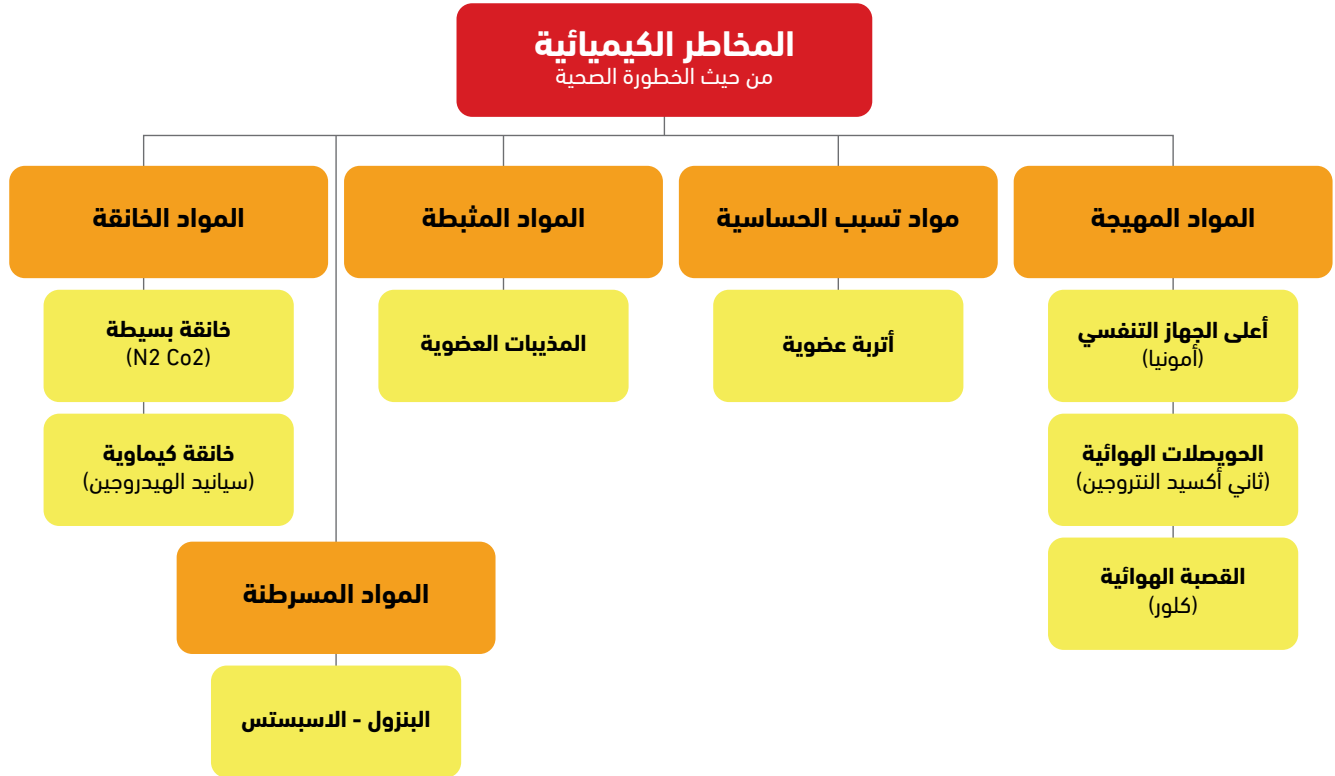 المخاطر الكيميائية
من حيث الخطورة الصحية
المواد المهيجة
أعلى الجهاز التنفسي
(أمونيا)
الحويصلات الهوائية
(ثاني أكسيد النتروجين)
القصبة الهوائية
(كلور)
مواد تسبب الحساسية
أتربة عضوية
المواد المثبطة
المذيبات العضوية
المواد الخانقة
خانقة بسيطة
(N2 Co2)
خانقة كيماوية
(سيانيد الهيدروجين)
المواد المسرطنة
البنزول - الاسبستس